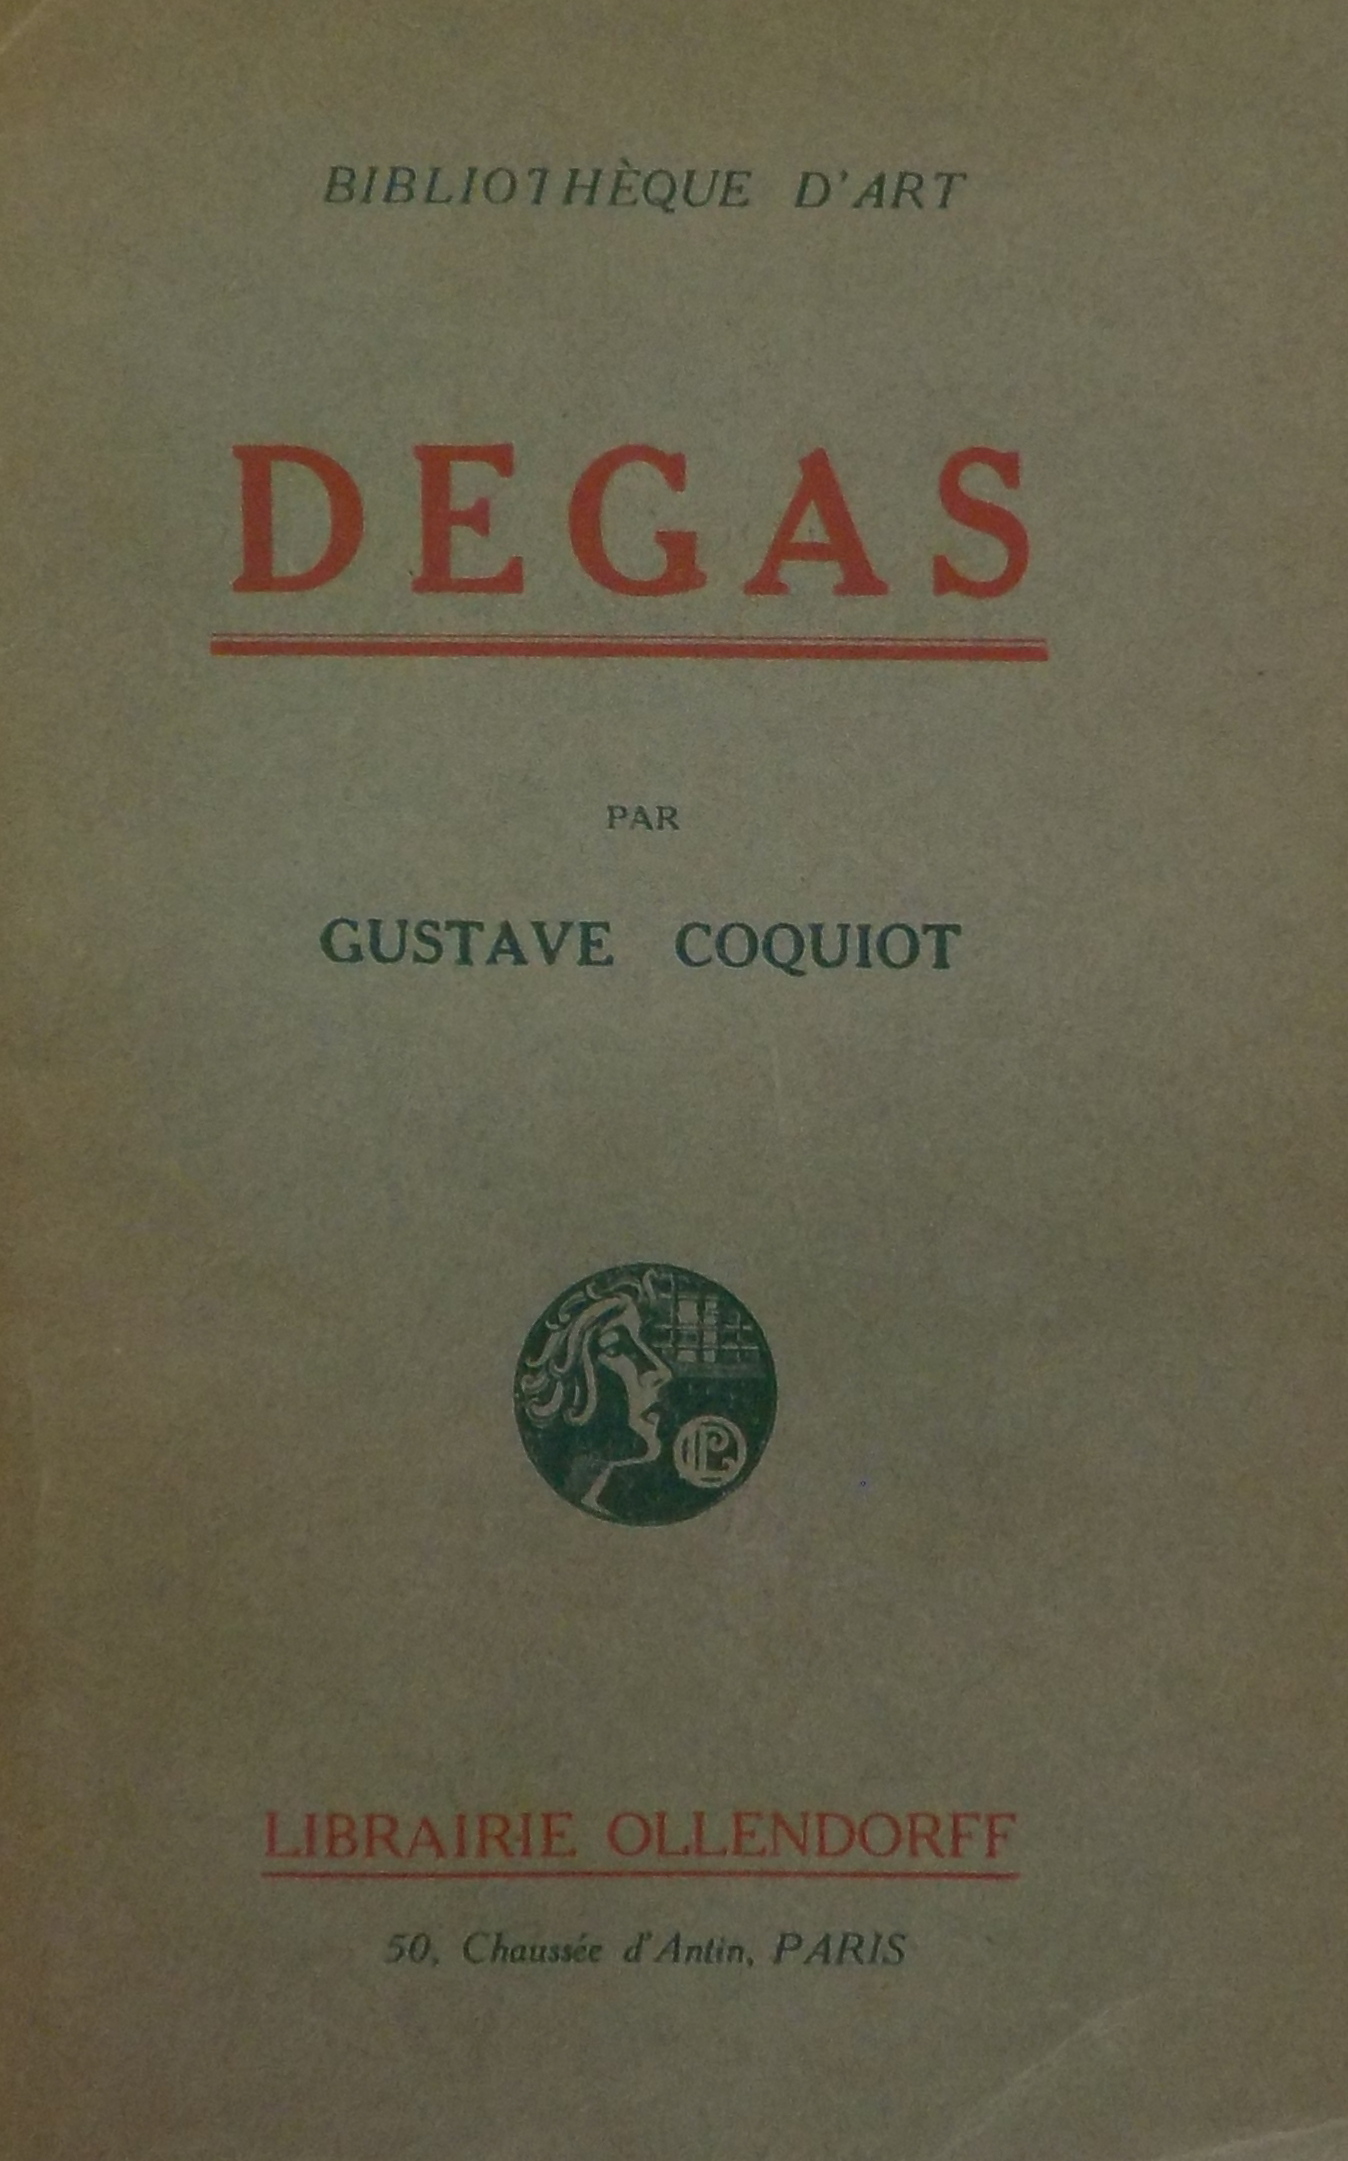 BIBLIOTHÈQUE D'ART
DEGAS
PAR
GUSTAVE COQUIOT
LIBRAIRIE OLLENDORFF
50, Chaussée d'Antin, PARIS